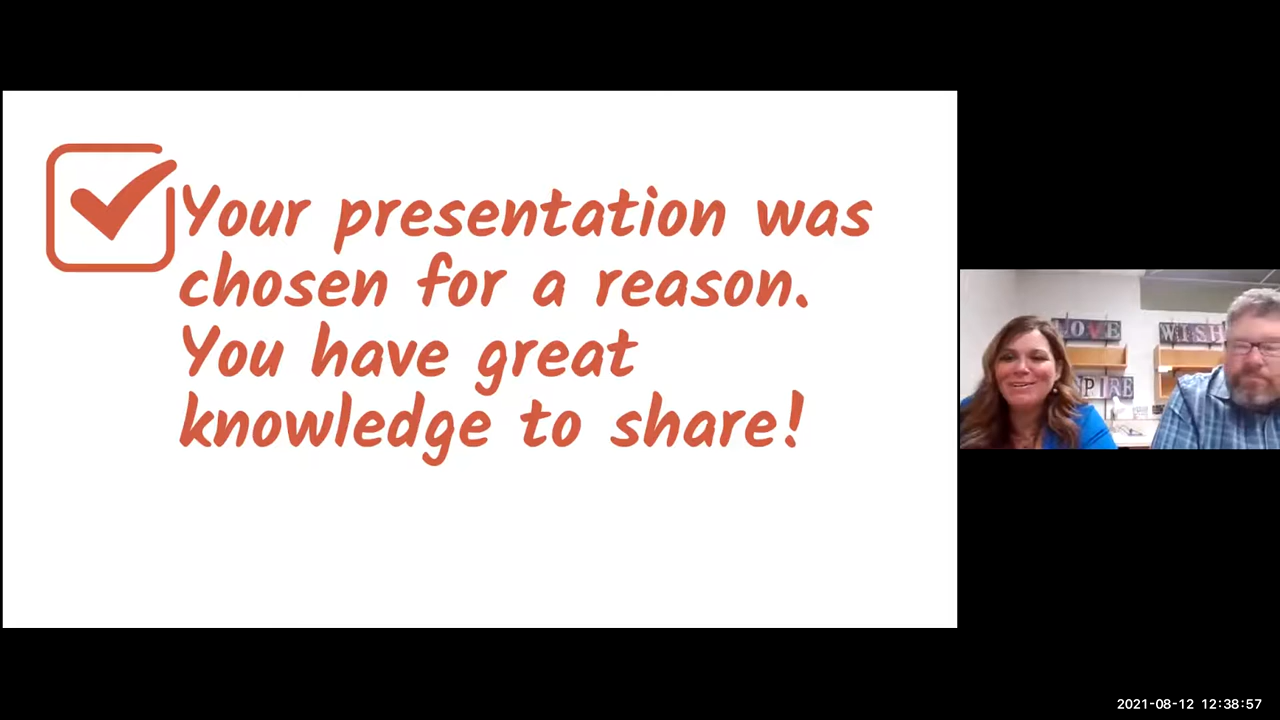 Your presentation was
chosen for a reason.
You have great
knowledge to share!
LOVE
WISH
PIRE
2021-08-12 12:38:57